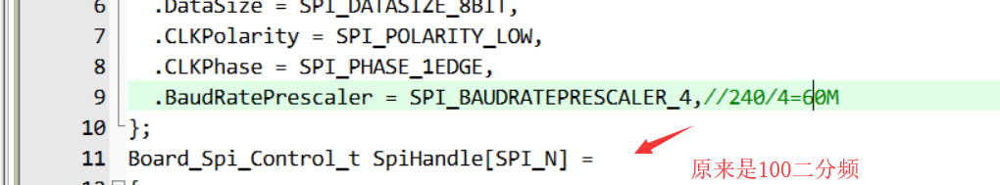 6 .DataSize = SPI_DATASIZE_8BIT,
7 .CLKPolarity = SPI_POLARITY_LOW,
8 .CLKPhase = SPI_PHASE_1EDGE,
9 .BaudRatePrescaler = SPI_BAUDRATEPRESCALER_4,//240/4=60M
10 };
11 Board_Spi_Control_t SpiHandle[SPI_N] =
原来是100二分频